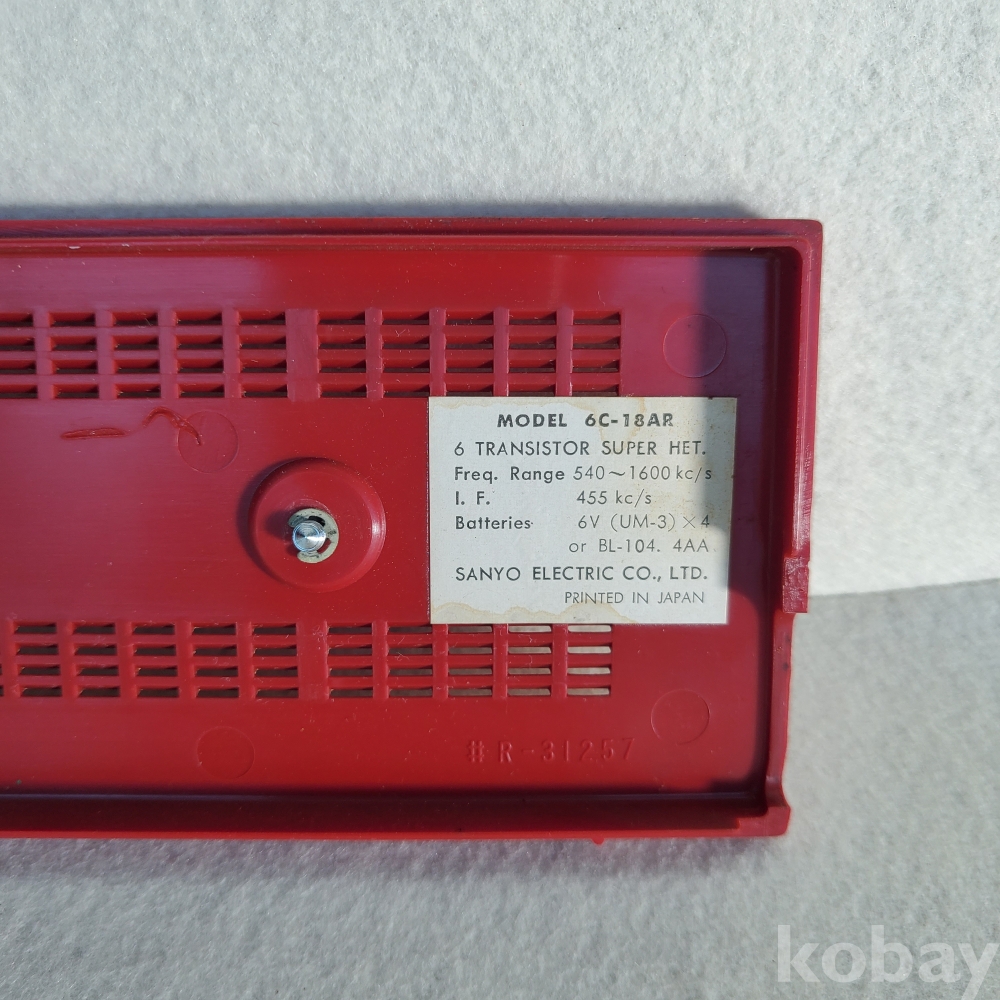 MODEL 6C-18AR
6 TRANSISTOR SUPER HET.
Freq. Range 540~1600 kc/s
I. F. 455 kc/s
Batteries 6V (UM-3) × 4
or BL-104. 4AA
SANYO ELECTRIC CO., LTD.
PRINTED IN JAPAN
# R-31257
kobay